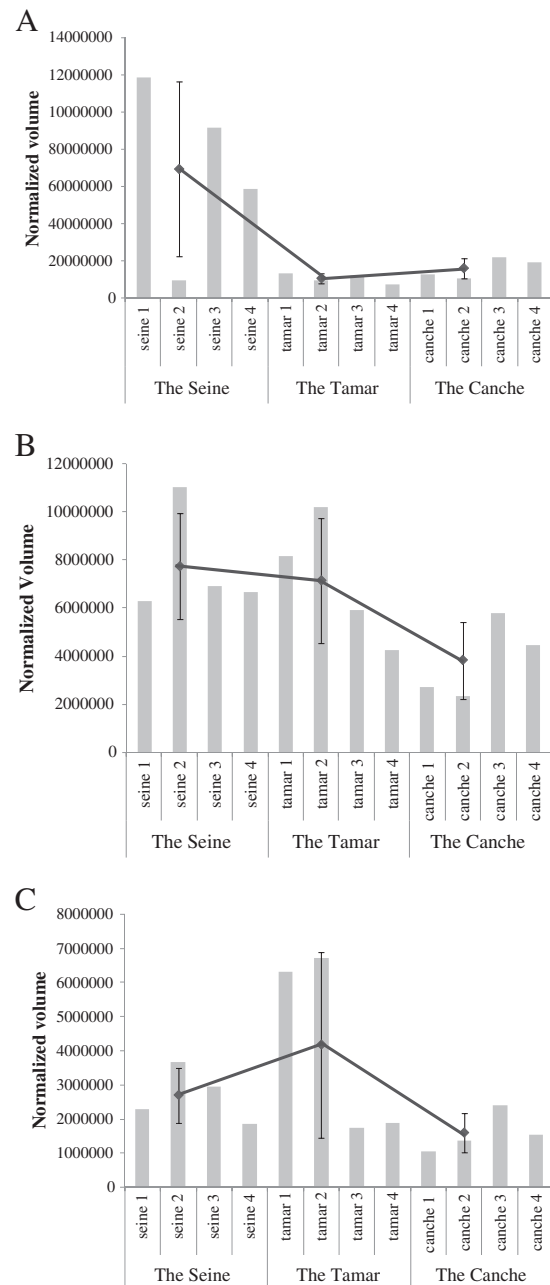 A
14000000
12000000
10000000
80000000
60000000
40000000
20000000
0
Normalized volume
seine 1
seine 2
seine 3
seine 4
tamar 1
tamar 2
tamar 3
tamar 4
canche 1
canche 2
canche 3
canche 4
The Seine
The Tamar
The Canche
B
12000000
10000000
8000000
6000000
4000000
2000000
0
Normalized Volume
seine 1
seine 2
seine 3
seine 4
tamar 1
tamar 2
tamar 3
tamar 4
canche 1
canche 2
canche 3
canche 4
The Seine
The Tamar
The Canche
C
8000000
7000000
6000000
5000000
4000000
3000000
2000000
1000000
0
Normalized volume
seine 1
seine 2
seine 3
seine 4
tamar 1
tamar 2
tamar 3
tamar 4
canche 1
canche 2
canche 3
canche 4
The Seine
The Tamar
The Canche